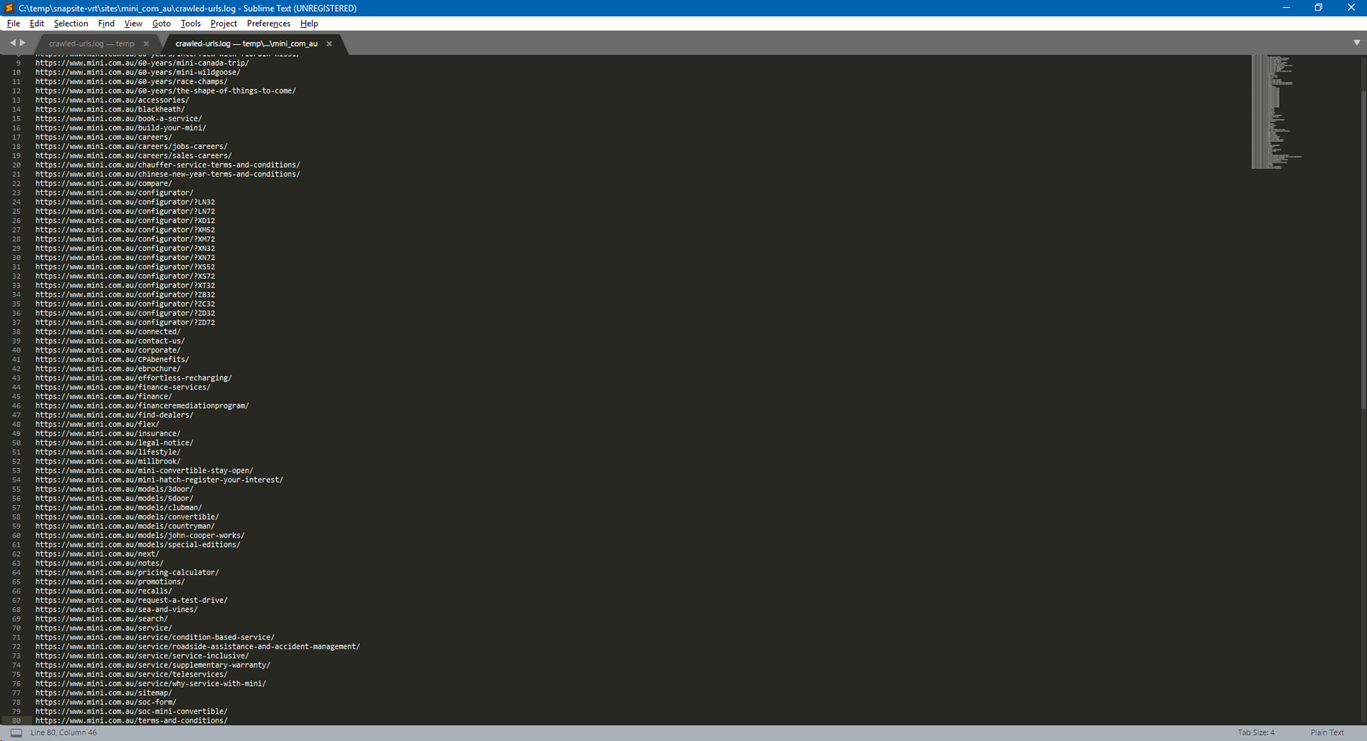 C:\temp\snapsite-vrt\sites\mini_com_au\crawled-urls.log - Sublime Text (UNREGISTERED)
File Edit Selection Find View Goto Tools Project Preferences Help
crawled-urls.log — temp × crawled-urls.log — temp\...\mini_com_au ×
9 https://www.mini.com.au/60-years/mini-canada-trip/
10 https://www.mini.com.au/60-years/mini-wildgoose/
11 https://www.mini.com.au/60-years/race-champs/
12 https://www.mini.com.au/60-years/the-shape-of-things-to-come/
13 https://www.mini.com.au/accessories/
14 https://www.mini.com.au/blackheath/
15 https://www.mini.com.au/book-a-service/
16 https://www.mini.com.au/build-your-mini/
17 https://www.mini.com.au/careers/
18 https://www.mini.com.au/careers/jobs-careers/
19 https://www.mini.com.au/careers/sales-careers/
20 https://www.mini.com.au/chauffer-service-terms-and-conditions/
21 https://www.mini.com.au/chinese-new-year-terms-and-conditions/
22 https://www.mini.com.au/compare/
23 https://www.mini.com.au/configurator/
24 https://www.mini.com.au/configurator/?LN32
25 https://www.mini.com.au/configurator/?LN72
26 https://www.mini.com.au/configurator/?XD12
27 https://www.mini.com.au/configurator/?XM52
28 https://www.mini.com.au/configurator/?XM72
29 https://www.mini.com.au/configurator/?XN32
30 https://www.mini.com.au/configurator/?XN72
31 https://www.mini.com.au/configurator/?XS52
32 https://www.mini.com.au/configurator/?XS72
33 https://www.mini.com.au/configurator/?XT32
34 https://www.mini.com.au/configurator/?ZB32
35 https://www.mini.com.au/configurator/?ZC32
36 https://www.mini.com.au/configurator/?ZD32
37 https://www.mini.com.au/configurator/?ZD72
38 https://www.mini.com.au/connected/
39 https://www.mini.com.au/contact-us/
40 https://www.mini.com.au/corporate/
41 https://www.mini.com.au/CPAbenefits/
42 https://www.mini.com.au/ebrochure/
43 https://www.mini.com.au/effortless-recharging/
44 https://www.mini.com.au/finance-services/
45 https://www.mini.com.au/finance/
46 https://www.mini.com.au/financeremediationprogram/
47 https://www.mini.com.au/find-dealers/
48 https://www.mini.com.au/flex/
49 https://www.mini.com.au/insurance/
50 https://www.mini.com.au/legal-notice/
51 https://www.mini.com.au/lifestyle/
52 https://www.mini.com.au/millbrook/
53 https://www.mini.com.au/mini-convertible-stay-open/
54 https://www.mini.com.au/mini-hatch-register-your-interest/
55 https://www.mini.com.au/models/3door/
56 https://www.mini.com.au/models/5door/
57 https://www.mini.com.au/models/clubman/
58 https://www.mini.com.au/models/convertible/
59 https://www.mini.com.au/models/countryman/
60 https://www.mini.com.au/models/john-cooper-works/
61 https://www.mini.com.au/models/special-editions/
62 https://www.mini.com.au/next/
63 https://www.mini.com.au/notes/
64 https://www.mini.com.au/pricing-calculator/
65 https://www.mini.com.au/promotions/
66 https://www.mini.com.au/recalls/
67 https://www.mini.com.au/request-a-test-drive/
68 https://www.mini.com.au/sea-and-vines/
69 https://www.mini.com.au/search/
70 https://www.mini.com.au/service/
71 https://www.mini.com.au/service/condition-based-service/
72 https://www.mini.com.au/service/roadside-assistance-and-accident-management/
73 https://www.mini.com.au/service/service-inclusive/
74 https://www.mini.com.au/service/supplementary-warranty/
75 https://www.mini.com.au/service/teleservices/
76 https://www.mini.com.au/service/why-service-with-mini/
77 https://www.mini.com.au/sitemap/
78 https://www.mini.com.au/soc-form/
79 https://www.mini.com.au/soc-mini-convertible/
80 https://www.mini.com.au/terms-and-conditions/
Line 80, Column 46 Tab Size: 4 Plain Text